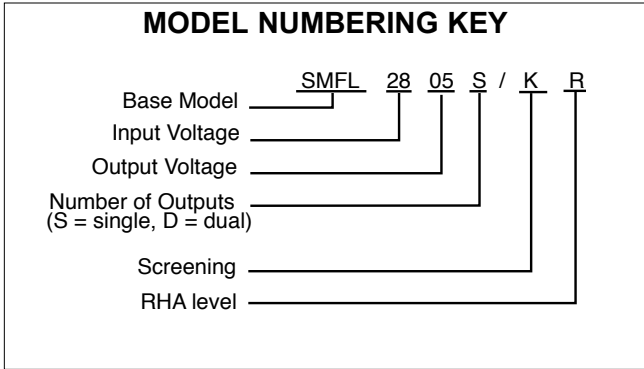 MODEL NUMBERING KEY
SMFL 28 05 S / K R
Base Model
Input Voltage
Output Voltage
Number of Outputs
(S = single, D = dual)
Screening
RHA level